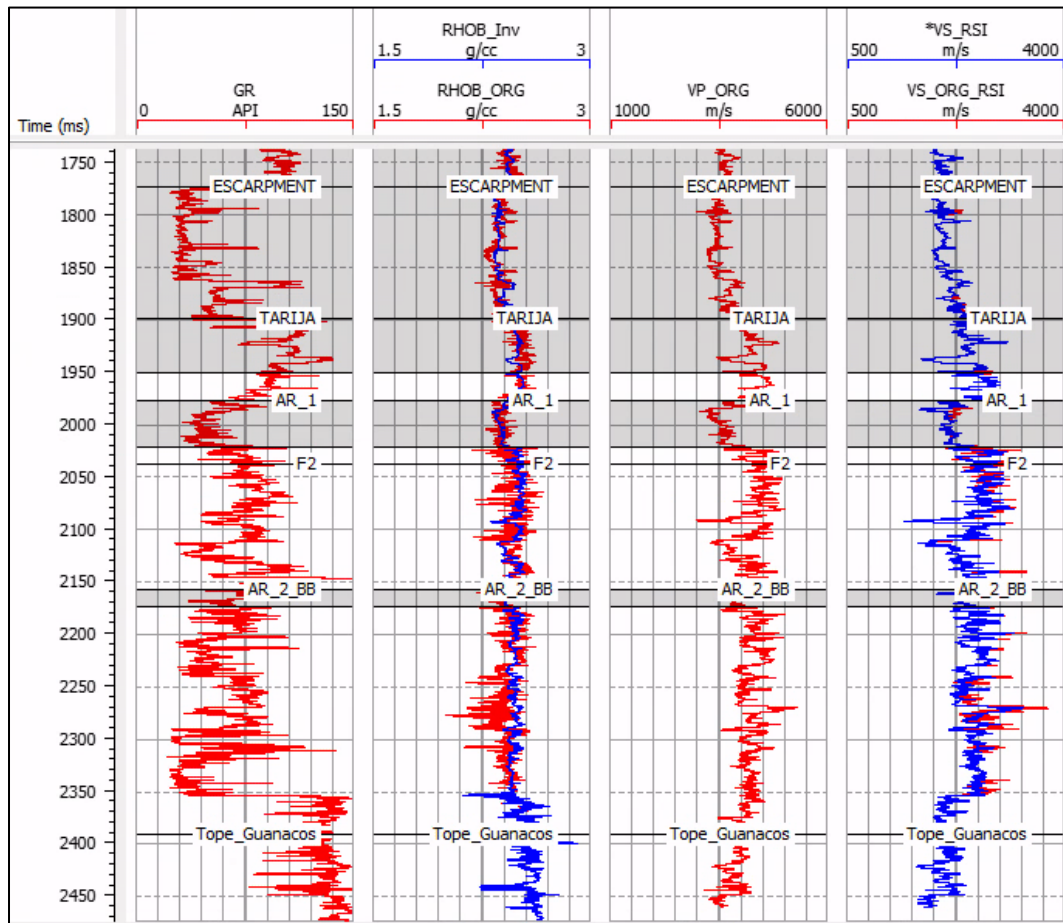 RHOB_Inv *VS_RSI
1.5 g/cc 3 500 m/s 4000
GR RHOB_ORG VP_ORG VS_ORG_RSI
Time (ms) 0 API 150 1.5 g/cc 3 1000 m/s 6000 500 m/s 4000
1750
ESCARPMENT ESCARPMENT ESCARPMENT ESCARPMENT
1800
1850
1900 TARIJA TARIJA TARIJA TARIJA
1950
AR_1 AR_1 AR_1 AR_1
2000
F2 F2 F2 F2
2050
2100
2150
AR_2_BB AR_2_BB AR_2_BB AR_2_BB
2200
2250
2300
2350
Tope_Guanacos Tope_Guanacos Tope_Guanacos Tope_Guanacos
2400
2450